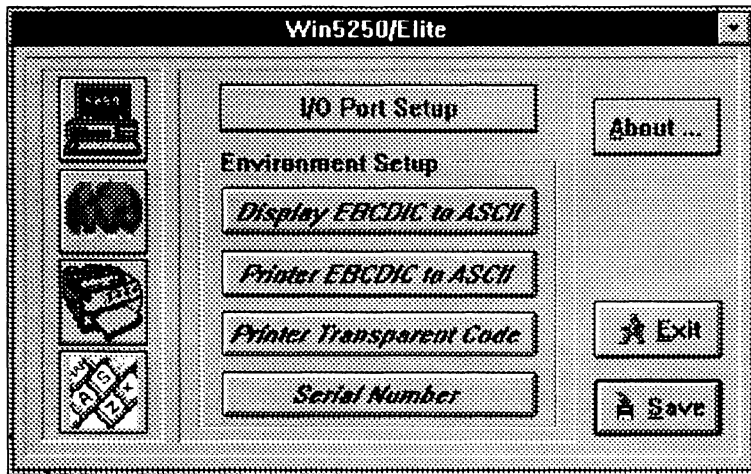 Win5250/Elite
I/O Port Setup
About ...
Environment Setup
Display EBCDIC to ASCII
Printer EBCDIC to ASCII
Printer Transparent Code
Serial Number
Exit
Save
A
S
Z
X